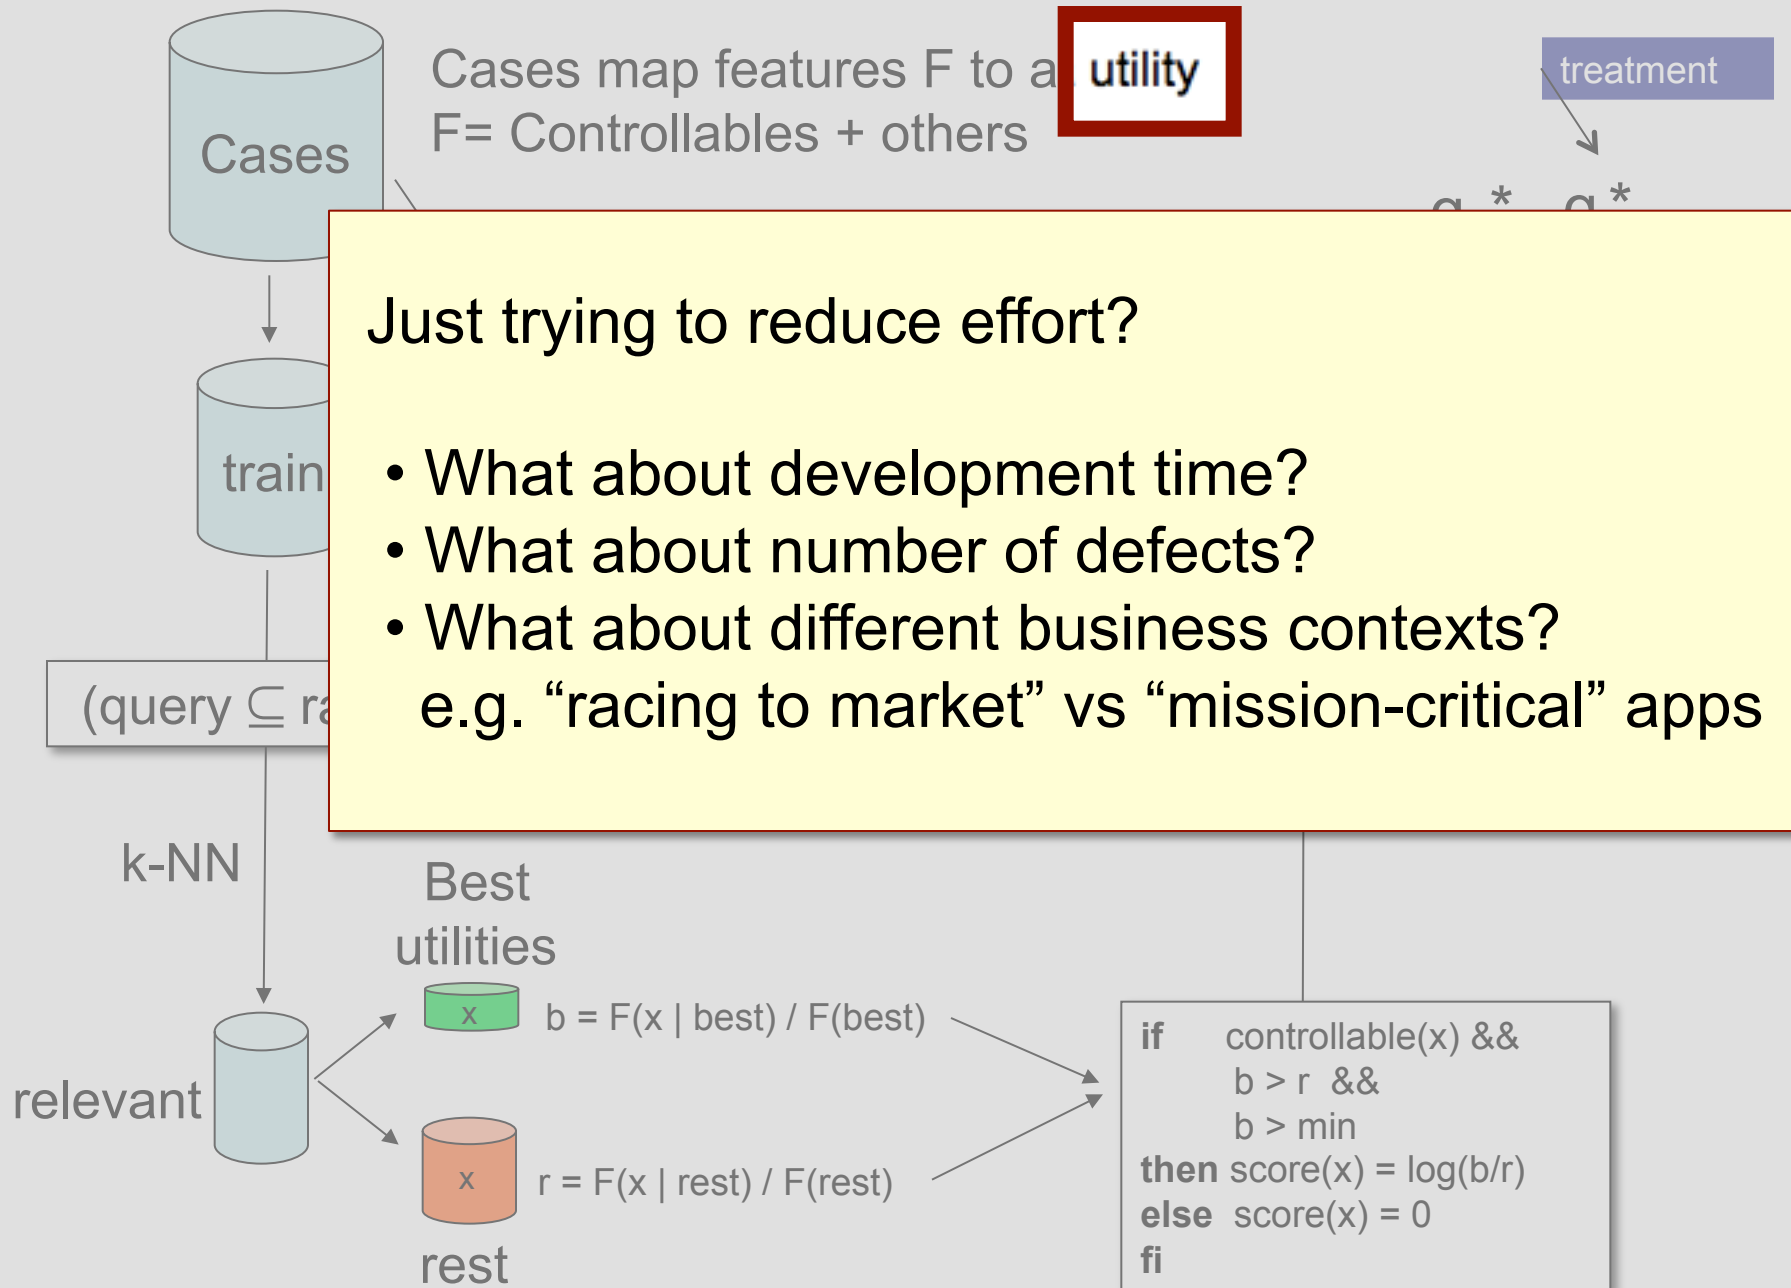 Cases map features F to a
utility
F= Controllables + others
treatment
Cases
q * q *
Just trying to reduce effort?
• What about development time?
• What about number of defects?
• What about different business contexts?
e.g. “racing to market” vs “mission-critical” apps
train
(query ⊆
k-NN
Best
utilities
x
b = F(x | best) / F(best)
relevant
x
r = F(x | rest) / F(rest)
rest
if controllable(x) &&
b > r &&
b > min
then score(x) = log(b/r)
else score(x) = 0
fi